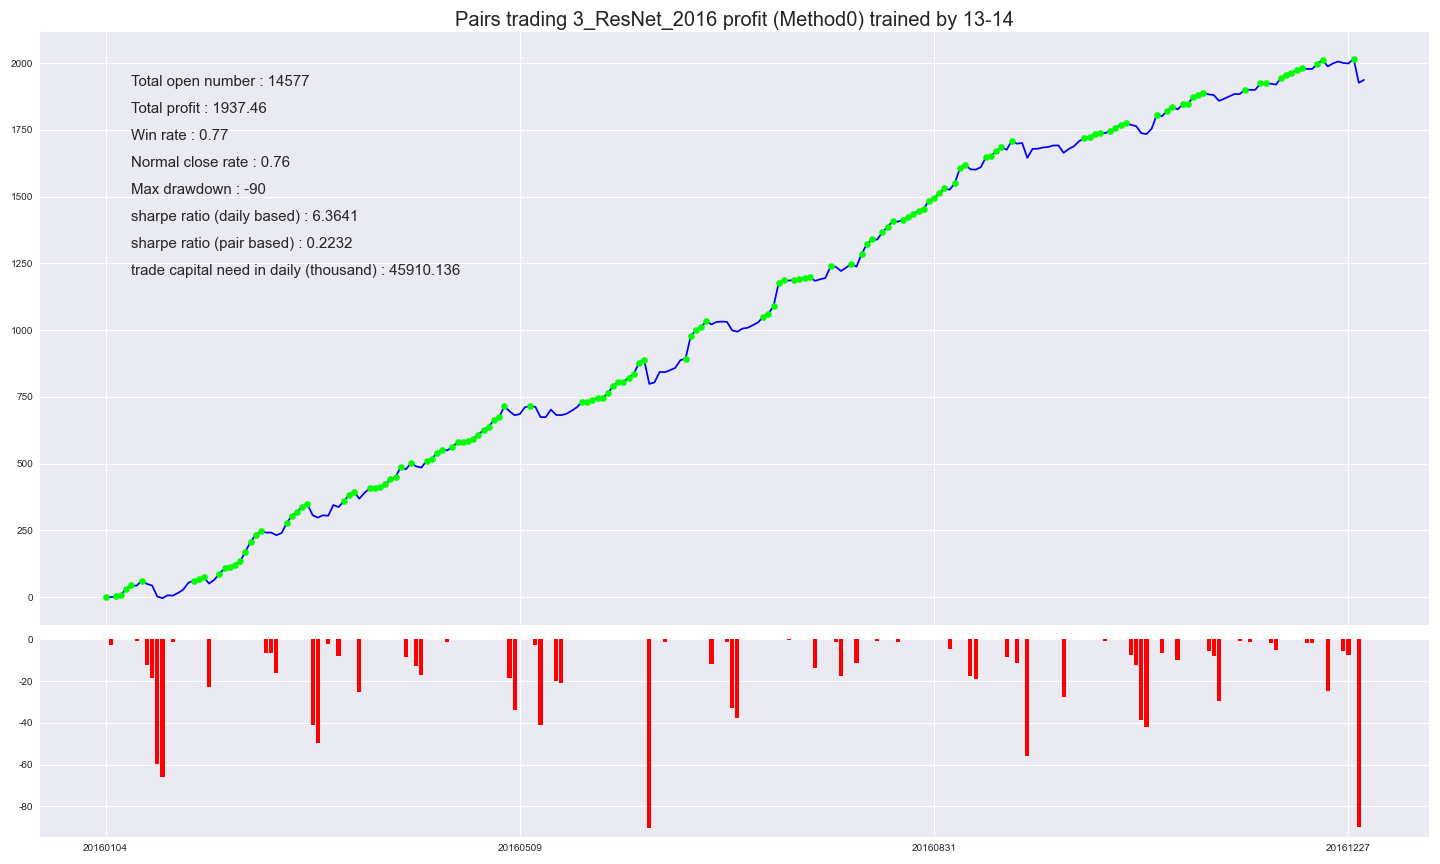 Pairs trading 3_ResNet_2016 profit (Method0) trained by 13-14
2000
Total open number : 14577
Total profit : 1937.46
Win rate : 0.77
1750
Normal close rate : 0.76
Max drawdown : -90
1500
sharpe ratio (daily based) : 6.3641
sharpe ratio (pair based) : 0.2232
1250
trade capital need in daily (thousand) : 45910.136
1000
750
500
250
0
0
-20
-40
-60
-80
20160104 20160509 20160831 20161227